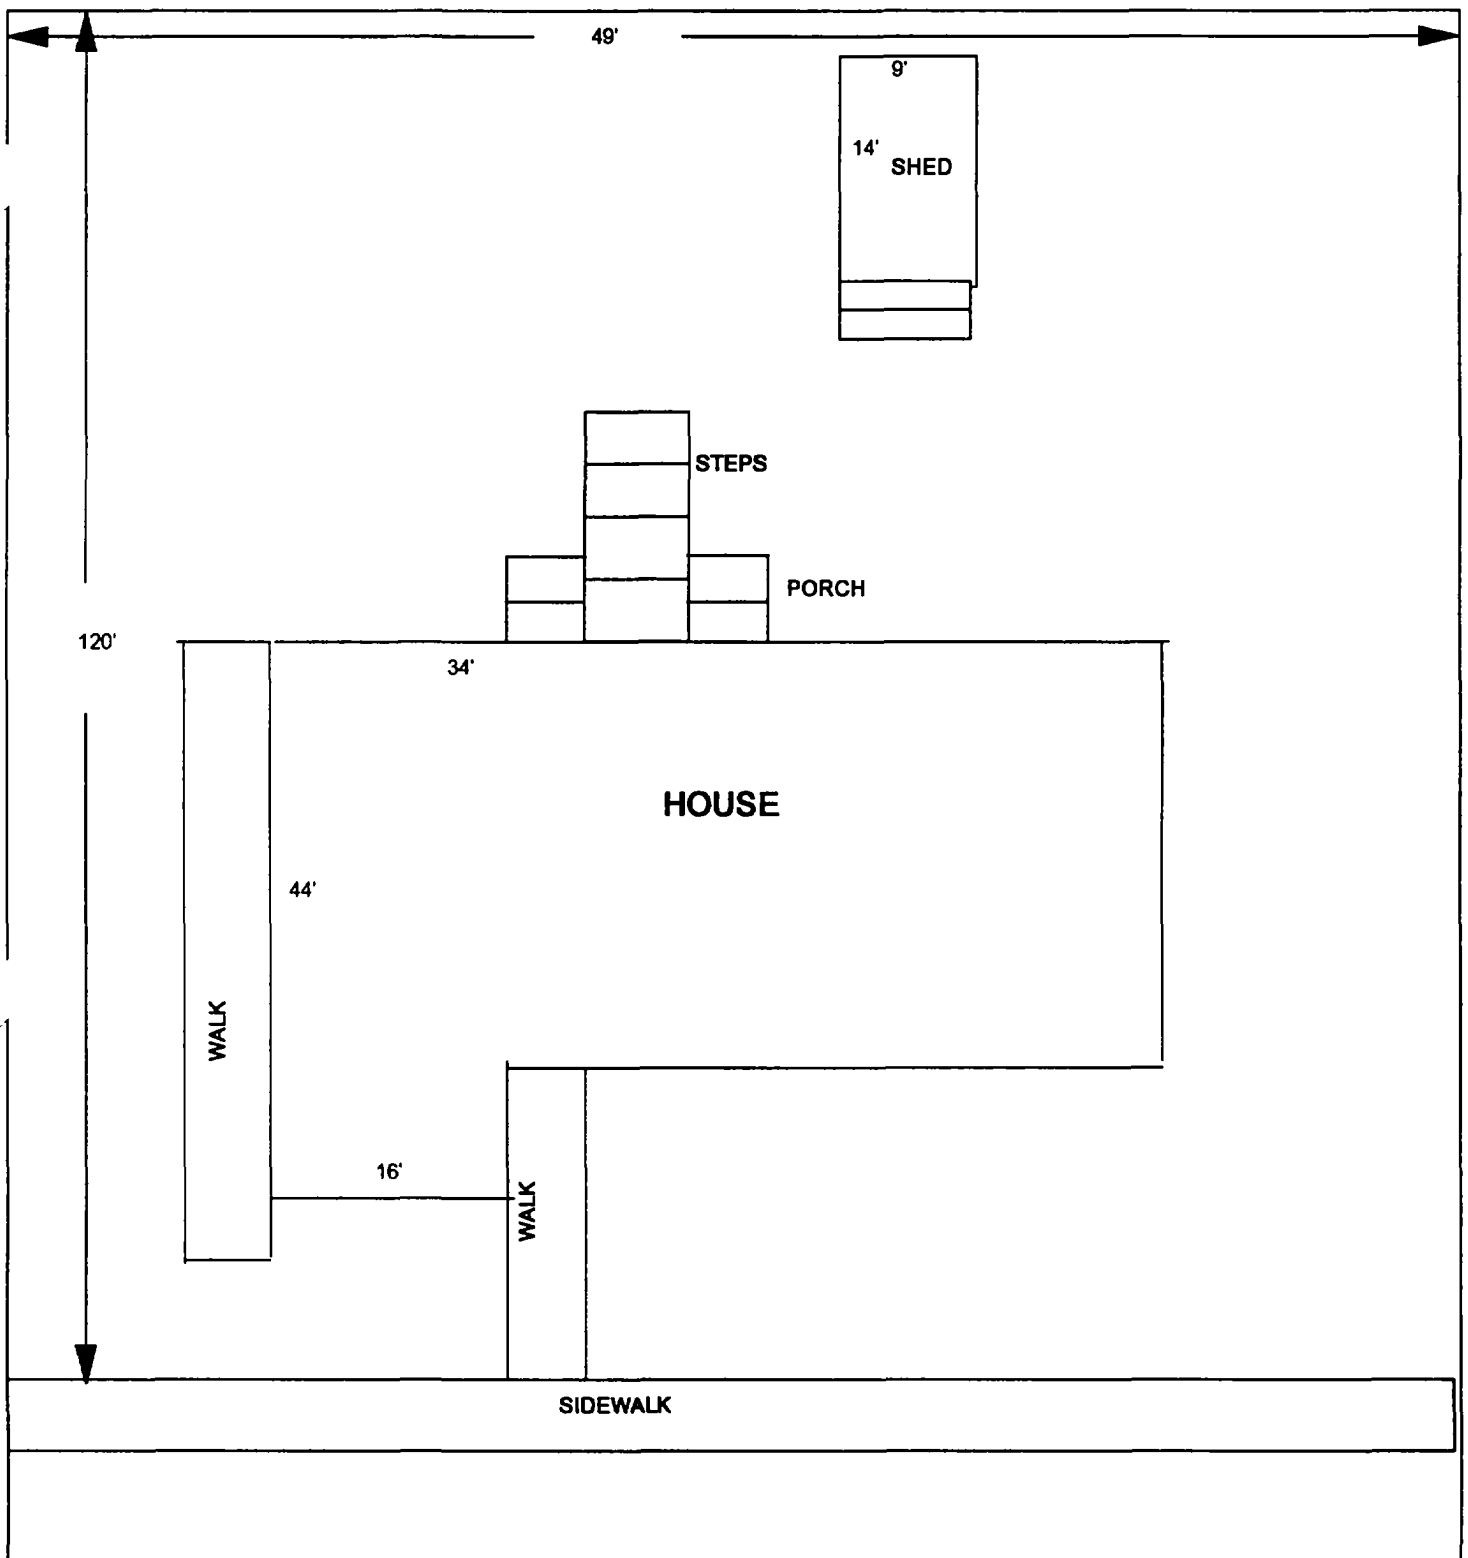 49'
9'
14'
SHED
STEPS
PORCH
120'
34'
HOUSE
44'
WALK
16'
WALK
SIDEWALK